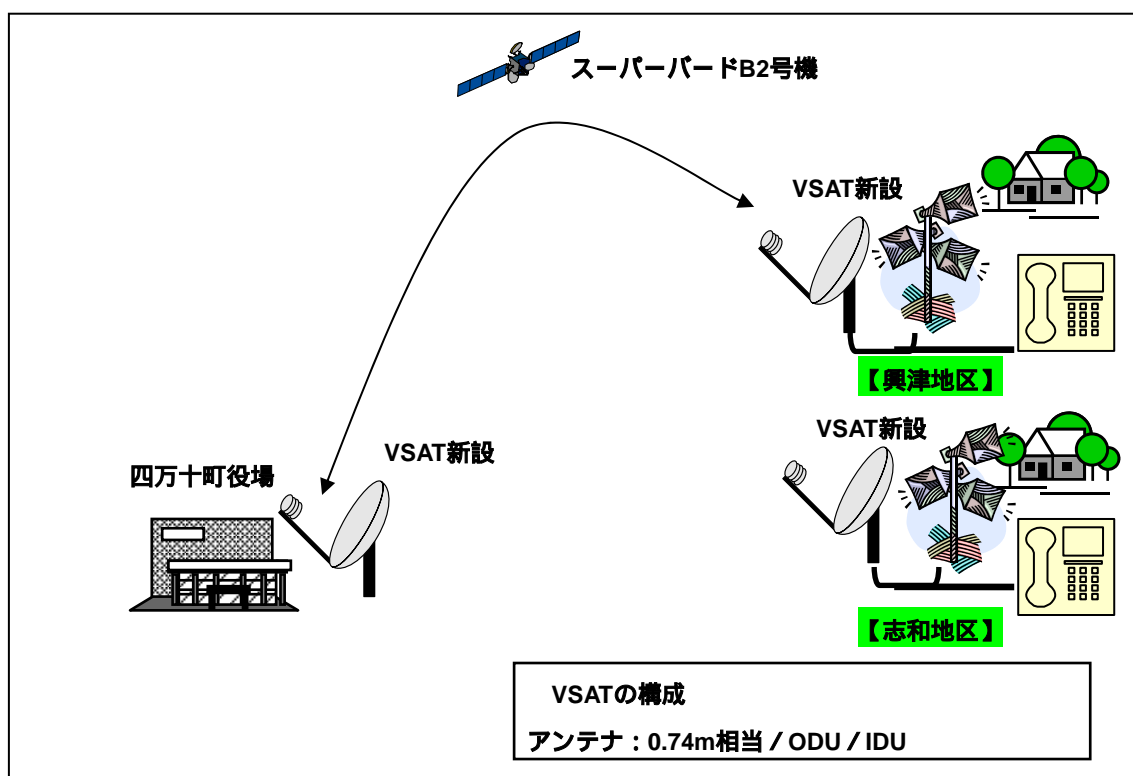 スーパーバードB2号機
VSAT新設
【興津地区】
VSAT新設
四万十町役場
VSAT新設
【志和地区】
VSATの構成
アンテナ：0.74m相当／ODU／IDU